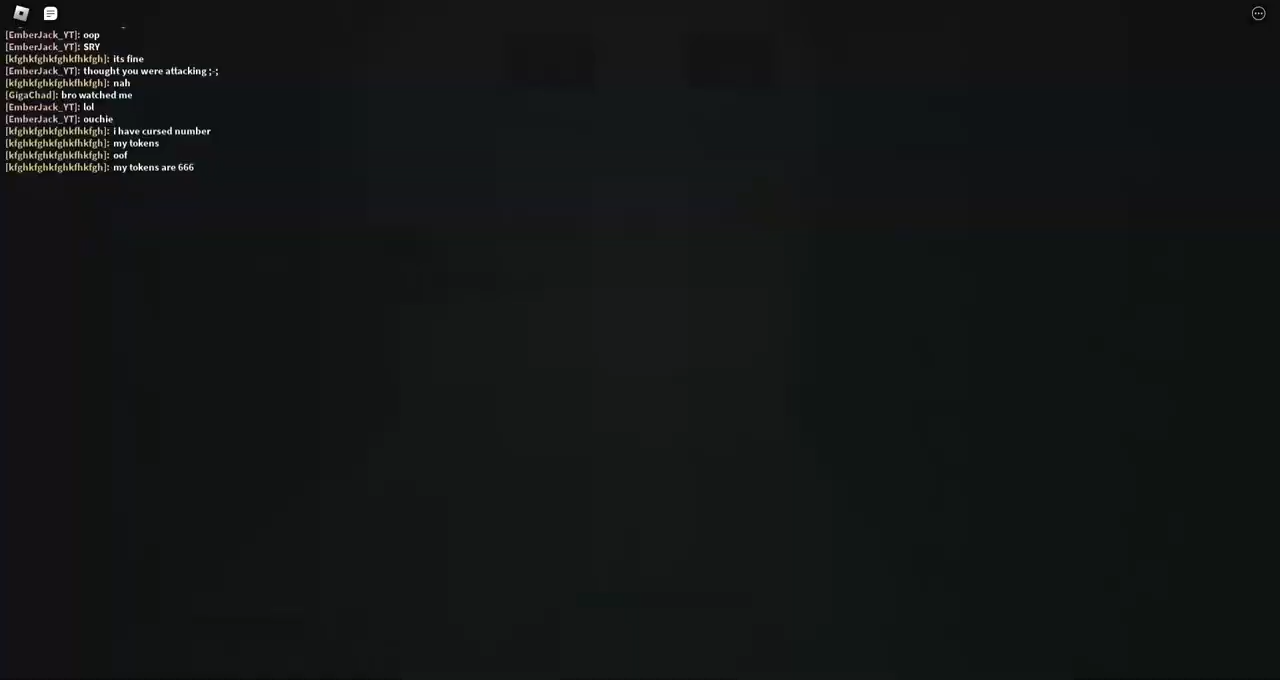 [EmberJack_YT]: oop
[EmberJack_YT]: SRY
[kfghkfghkfghkfhkfgh]: its fine
[EmberJack_YT]: thought you were attacking ;-;
[kfghkfghkfghkfhkfgh]: nah
[GigaChad]: bro watched me
[EmberJack_YT]: lol
[EmberJack_YT]: ouchie
[kfghkfghkfghkfhkfgh]: i have cursed number
[kfghkfghkfghkfhkfgh]: my tokens
[kfghkfghkfghkfhkfgh]: oof
[kfghkfghkfghkfhkfgh]: my tokens are 666